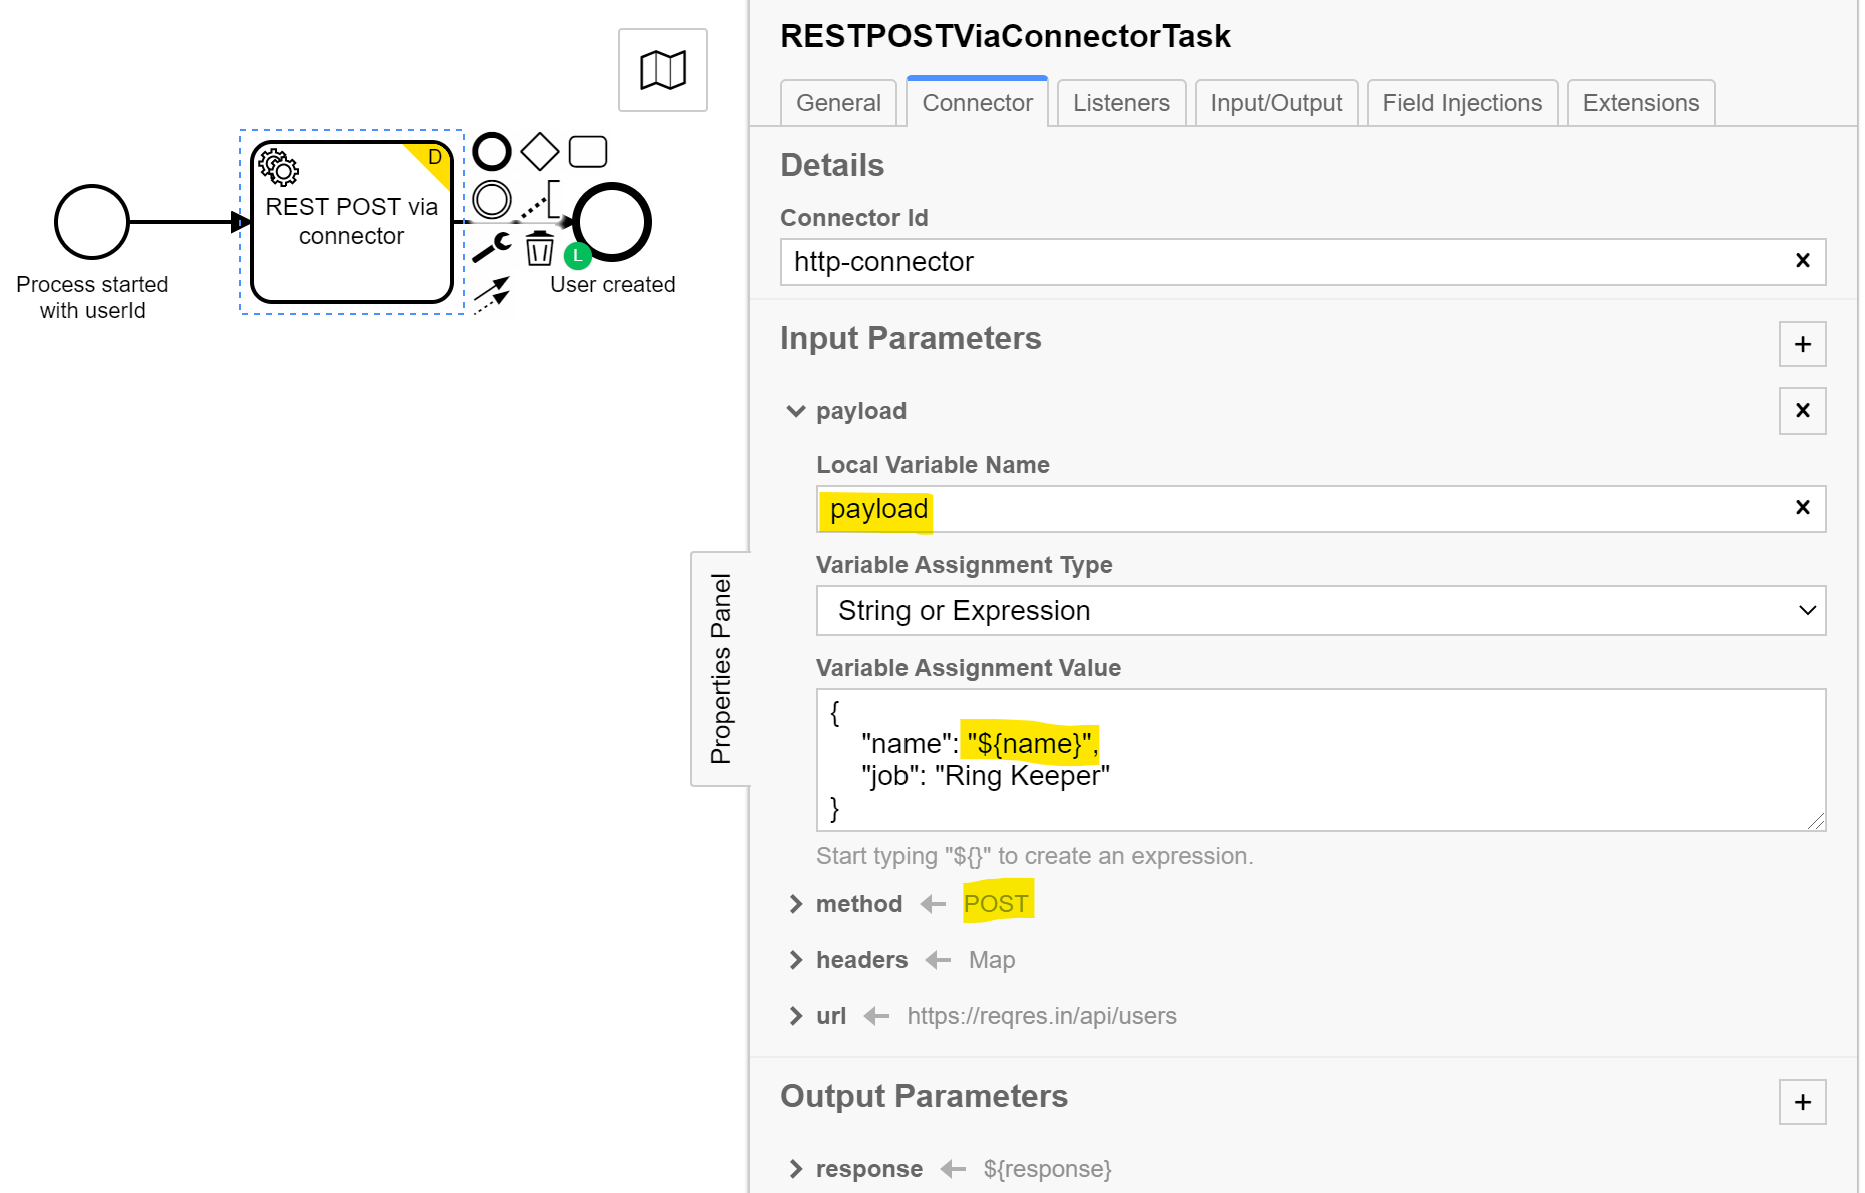 RESTPOSTViaConnectorTask
General
Connector
Listeners
Input/Output
Field Injections
Extensions
D
REST POST via
connector
Process started
with userId
L
User created
Properties Panel
Details
Connector Id
http-connector
Input Parameters
payload
Local Variable Name
payload
Variable Assignment Type
String or Expression
Variable Assignment Value
{
"name": "${name}",
"job": "Ring Keeper"
}
Start typing "${}" to create an expression.
method POST
headers Map
url https://reqres.in/api/users
Output Parameters
response ${response}